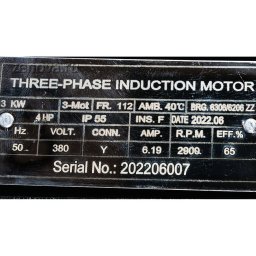 THREE-PHASE INDUCTION MOTOR
3 KW 3-Mot FR. 112 AMB. 40°C BRG. 6306/6206 ZZ
4 HP IP 55 INS. F DATE 2022.06
Hz VOLT. CONN. AMP. R.P.M. EFF.%
50 380 Y 6.19 2900 65
Serial No.: 202206007